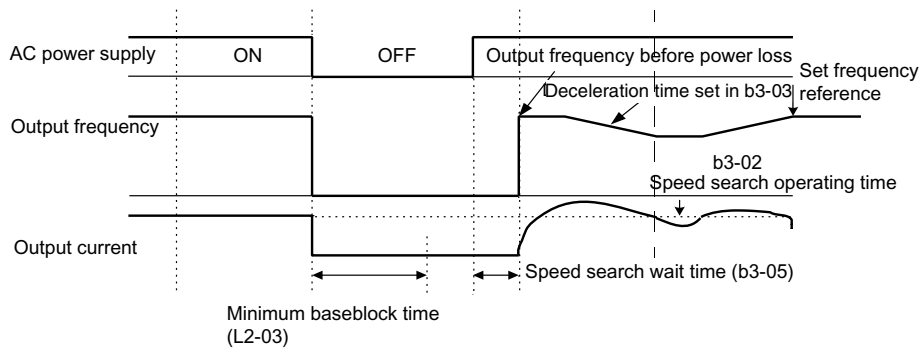 AC power supply
ON
OFF
Output frequency before power loss
Set frequency
reference
Deceleration time set in b3-03
Output frequency
b3-02
Speed search operating time
Output current
Speed search wait time (b3-05)
Minimum baseblock time
(L2-03)